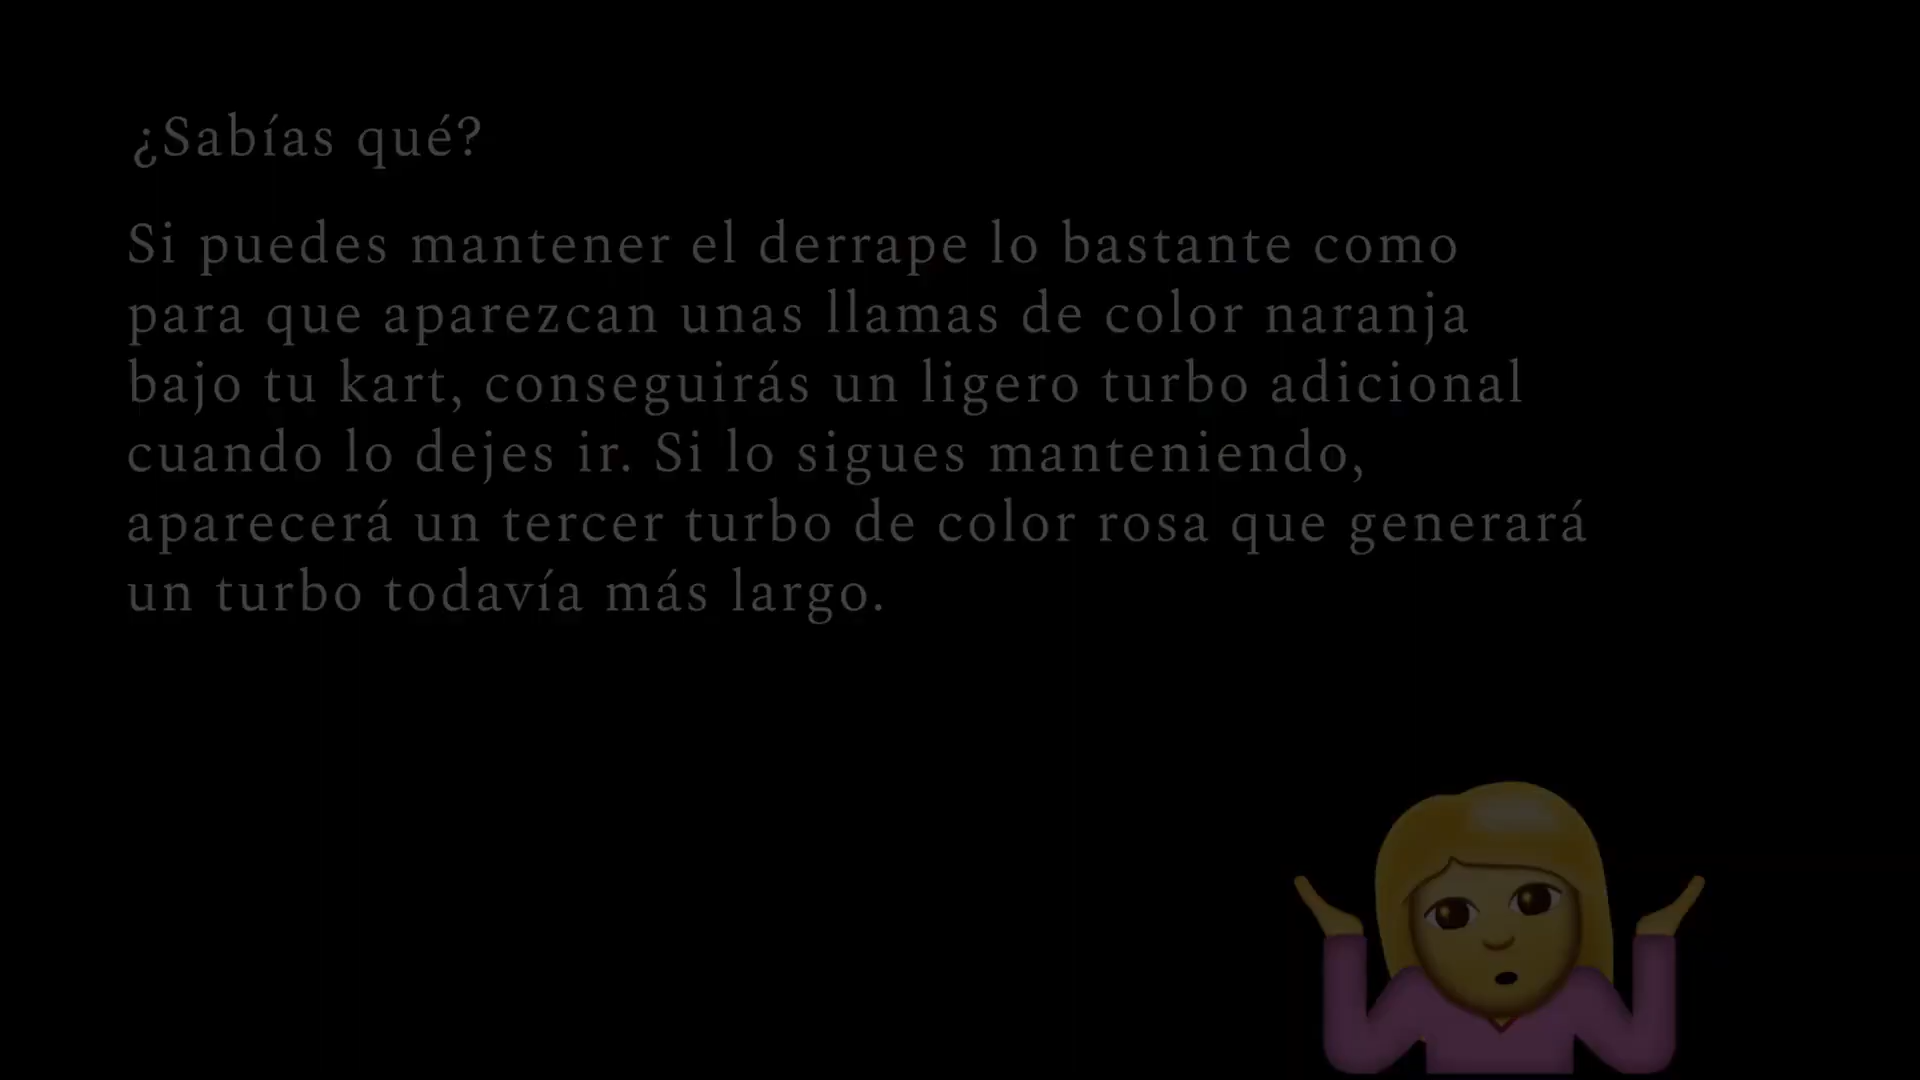 ¿Sabías qué?
Si puedes mantener el derrape lo bastante como
para que aparezcan unas llamas de color naranja
bajo tu kart, conseguirás un ligero turbo adicional
cuando lo dejes ir. Si lo sigues manteniendo,
aparecerá un tercer turbo de color rosa que generará
un turbo todavía más largo.